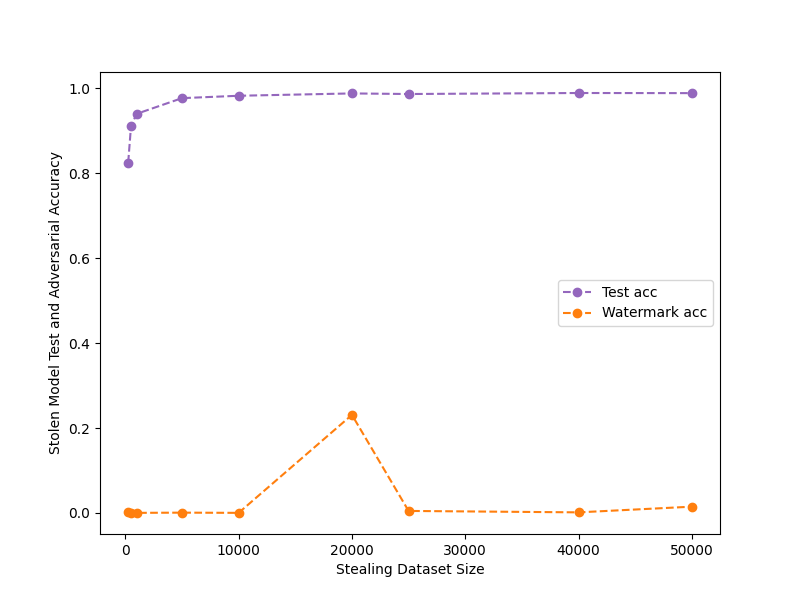 1.0
0.8
0.6
0.4
0.2
0.0
Stolen Model Test and Adversarial Accuracy
Test acc
Watermark acc
0 10000 20000 30000 40000 50000
Stealing Dataset Size